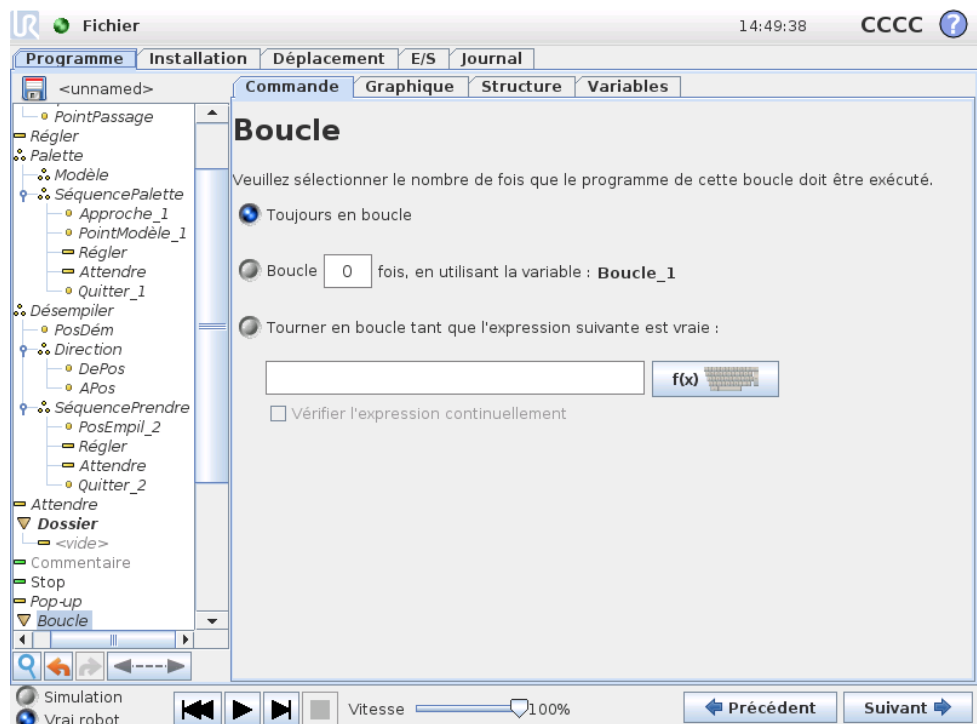 UR Fichier 14:49:38 CCCC ?
Programme Installation Déplacement E/S Journal
<unnamed>
Commande Graphique Structure Variables
PointPassage
Régler
Palette
Modèle
SéquencePalette
Approche_1
PointModèle_1
Régler
Attendre
Quitter_1
Désempiler
PosDém
Direction
DePos
APos
SéquencePrendre
PosEmpil_2
Régler
Attendre
Quitter_2
Attendre
Dossier
<vide>
Commentaire
Stop
Pop-up
Boucle
Boucle
Veuillez sélectionner le nombre de fois que le programme de cette boucle doit être exécuté.
Toujours en boucle
Boucle 0 fois, en utilisant la variable : Boucle_1
Tourner en boucle tant que l'expression suivante est vraie :
f(x)
Vérifier l'expression continuellement
Simulation
Vrai robot
Vitesse 100%
Précédent Suivant